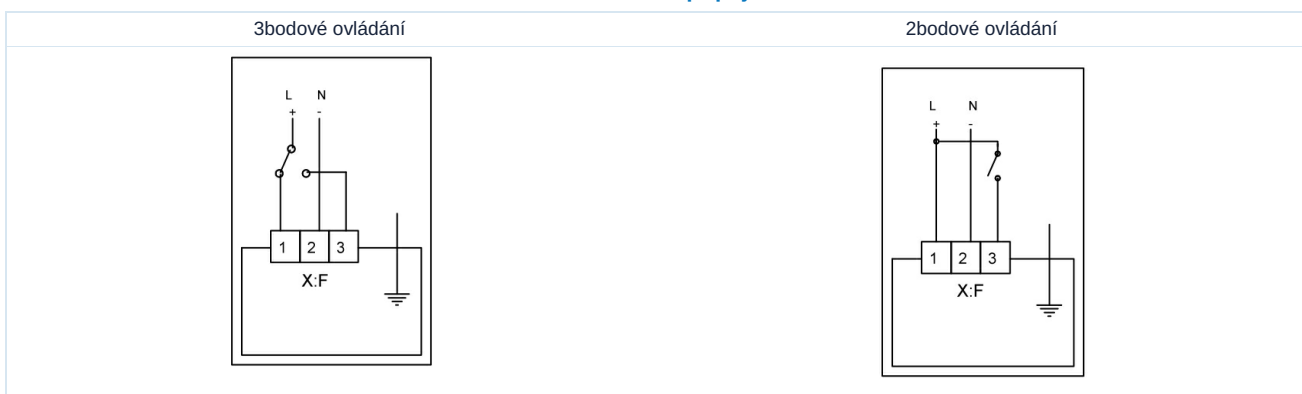 3bodové ovládání
2bodové ovládání
L N
+ -
1 2 3
X:F
L N
+ -
1 2 3
X:F